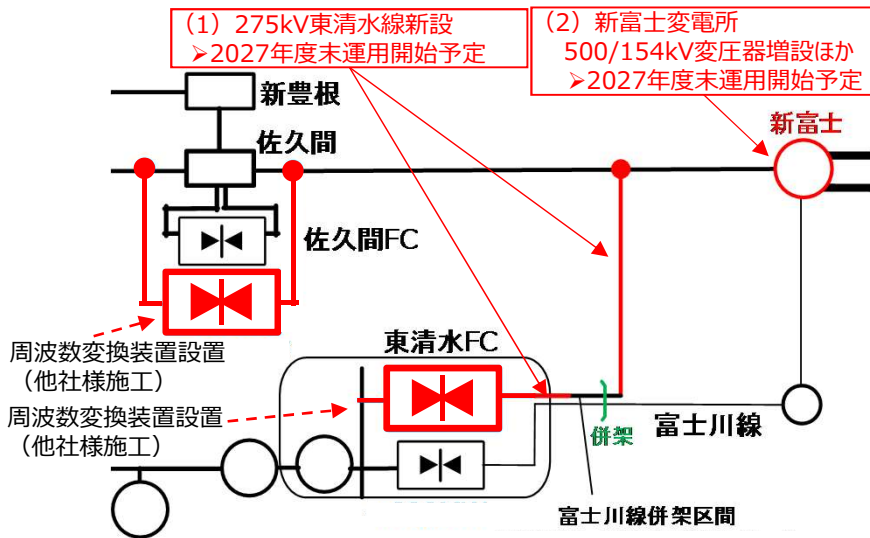 (1)275kV東清水線新設
➢2027年度末運用開始予定
(2)新富士変電所
500/154kV変圧器増設ほか
➢2027年度末運用開始予定
新豊根
佐久間
新富士
佐久間FC
周波数変換装置設置
(他社様施工)
東清水FC
周波数変換装置設置
(他社様施工)
併架
富士川線
富士川線併架区間